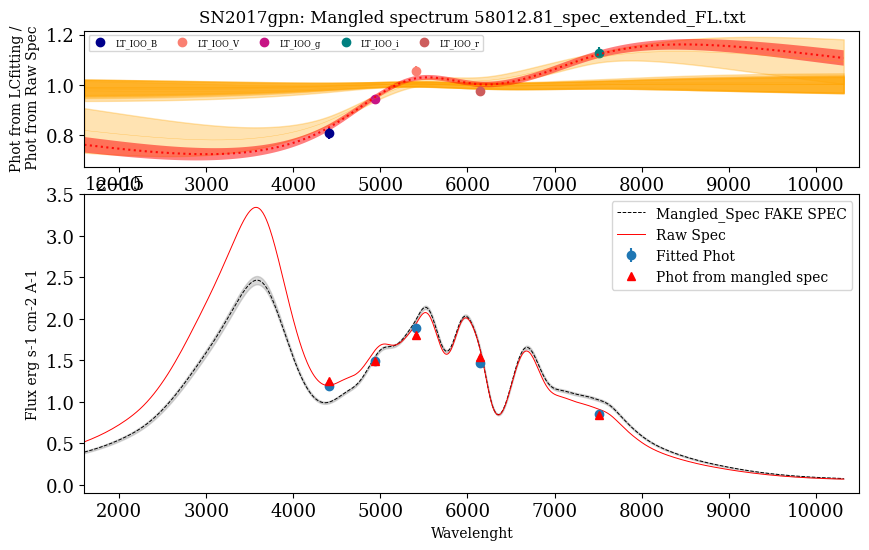 SN2017gpn: Mangled spectrum 58012.81_spec_extended_FL.txt
Phot from LCfitting /
Phot from Raw Spec
1.2
1.0
0.8
LT_IOO_B LT_IOO_V LT_IOO_g LT_IOO_i LT_IOO_r
2000 3000 4000 5000 6000 7000 8000 9000 10000
1e−15
Flux erg s-1 cm-2 A-1
3.5
3.0
2.5
2.0
1.5
1.0
0.5
0.0
Mangled_Spec FAKE SPEC
Raw Spec
Fitted Phot
Phot from mangled spec
2000 3000 4000 5000 6000 7000 8000 9000 10000
Wavelenght